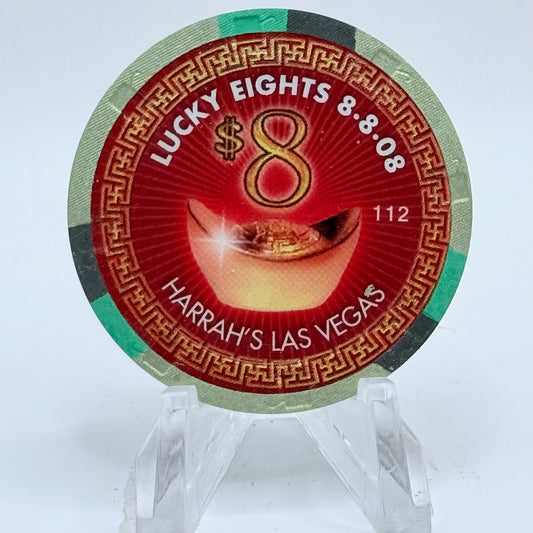 LUCKY EIGHTS 8.8.08
$8
112
HARRAH'S LAS VEGAS